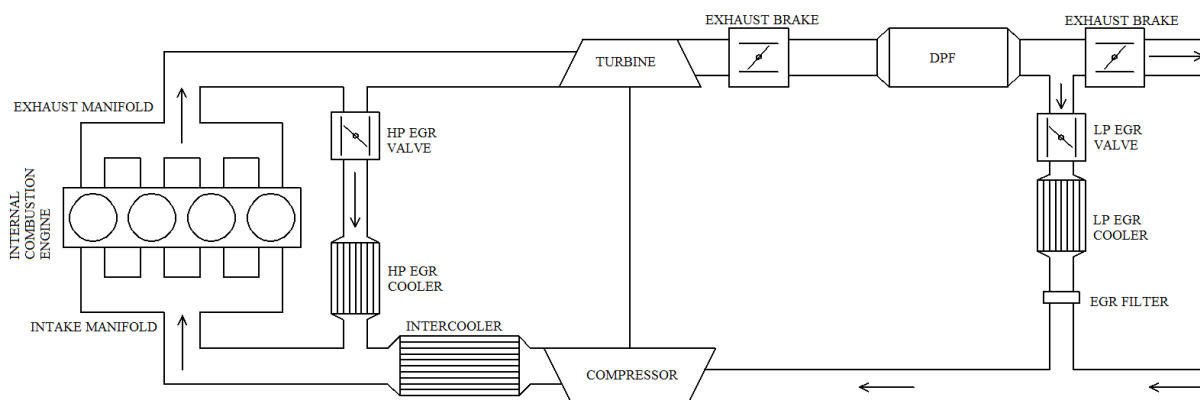 EXHAUST BRAKE
EXHAUST BRAKE
TURBINE
DPF
EXHAUST MANIFOLD
HP EGR
VALVE
LP EGR
VALVE
INTERNAL
COMBUSTION
ENGINE
LP EGR
COOLER
HP EGR
COOLER
EGR FILTER
INTAKE MANIFOLD
INTERCOOLER
COMPRESSOR